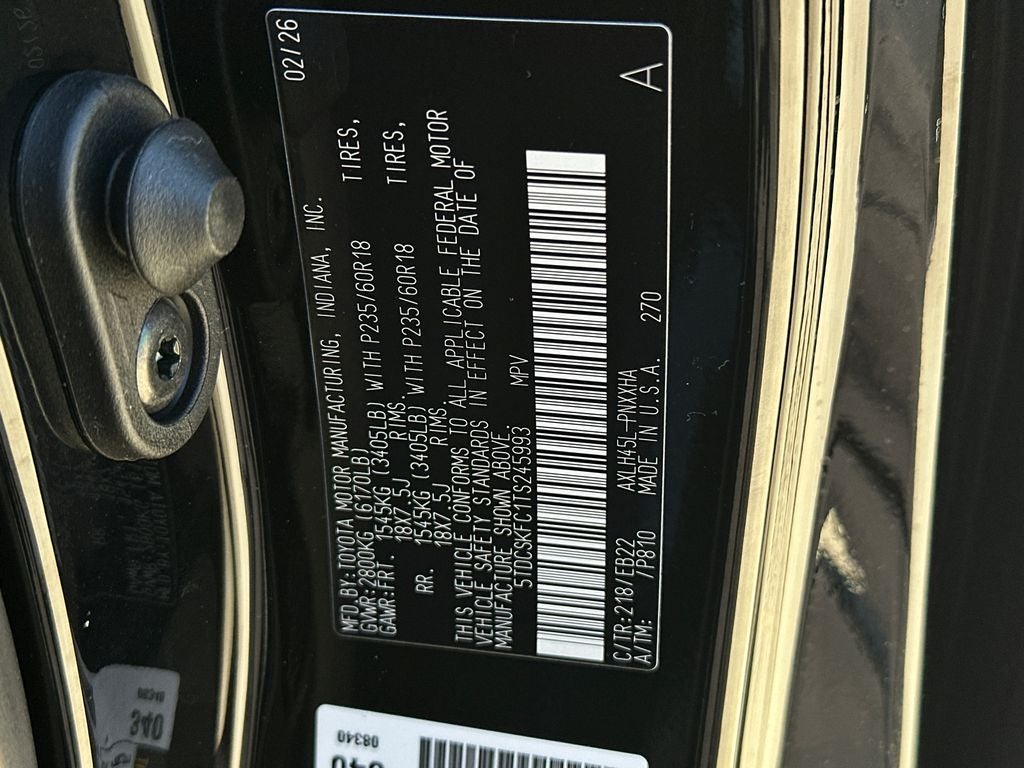 MFD.BY:TOYOTA MOTOR MANUFACTURING, INDIANA, INC. 02/26
GVWR:2800KG (6170LB)
GAWR:FRT. 1545KG (3405LB) WITH P235/60R18 TIRES,
18X7.5J RIMS.
RR. 1545KG (3405LB) WITH P235/60R18 TIRES,
18X7.5J RIMS.
THIS VEHICLE CONFORMS TO ALL APPLICABLE FEDERAL MOTOR
VEHICLE SAFETY STANDARDS IN EFFECT ON THE DATE OF
MANUFACTURE SHOWN ABOVE.
5TDCSKFC1TS245993 MPV
C/TR:218/EB22 AXLH45L-PNXXHA A
A/TM: /P810 MADE IN U.S.A. 270
08340
340